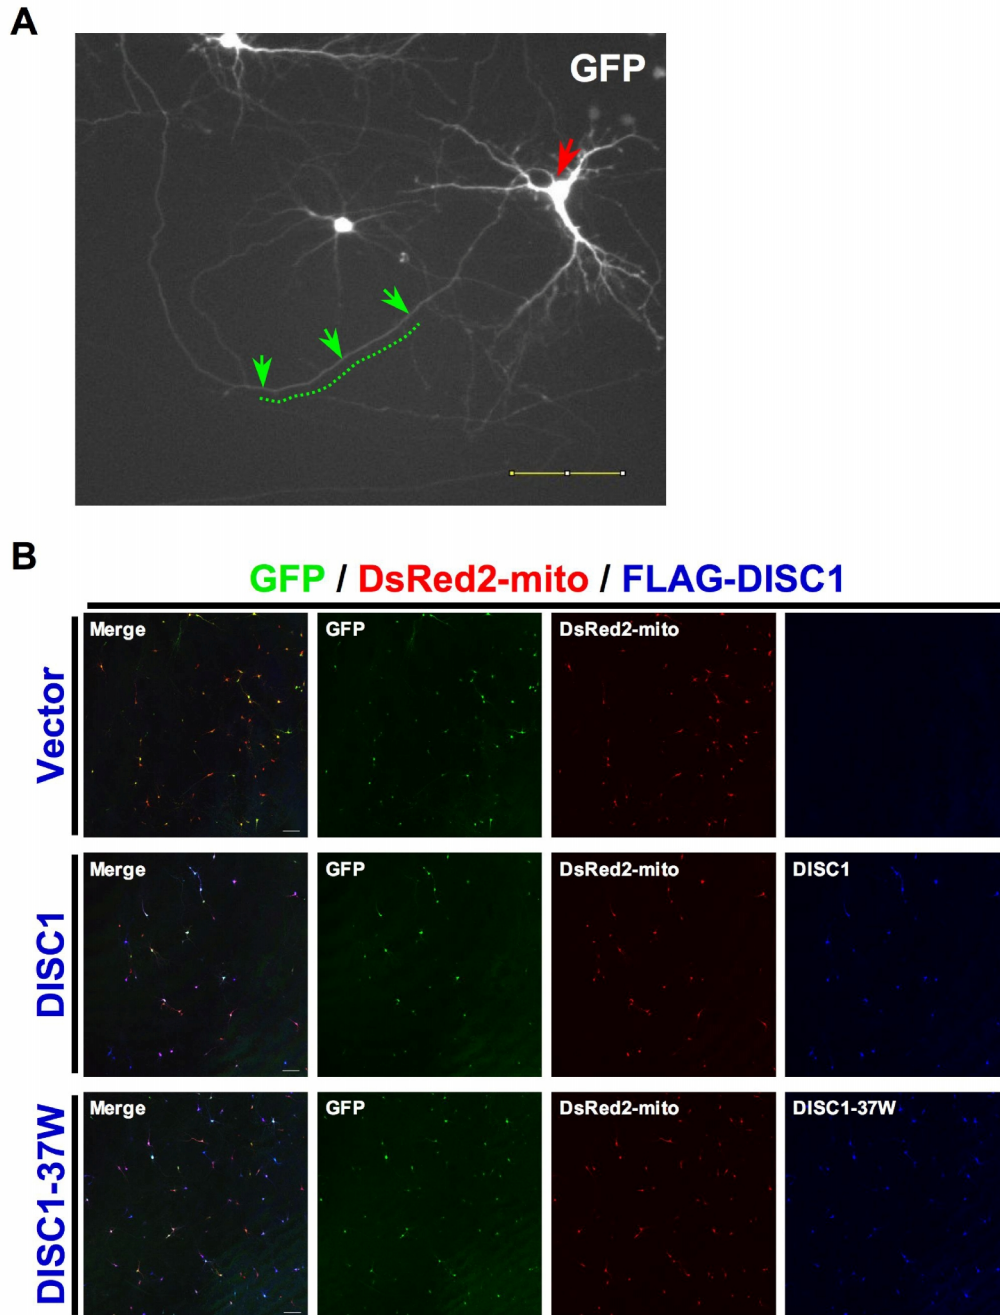 A
GFP
B
GFP / DsRed2-mito / FLAG-DISC1
Vector
Merge
GFP
DsRed2-mito
DISC1
Merge
GFP
DsRed2-mito
DISC1
DISC1-37W
Merge
GFP
DsRed2-mito
DISC1-37W